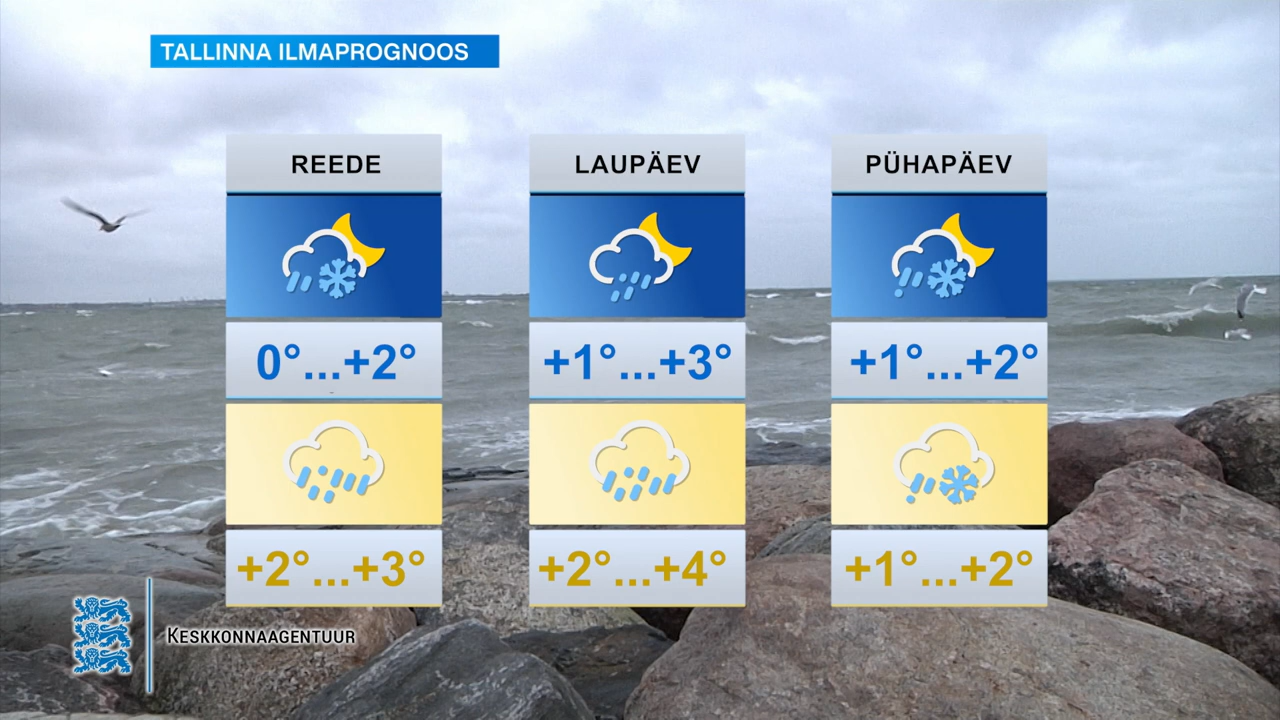 TALLINNA ILMAPROGNOOS
REEDE
LAUPÄEV
PÜHAPÄEV
0°...+2°
+1°...+3°
+1°...+2°
+2°...+3°
+2°...+4°
+1°...+2°
KESKKONNAAGENTUUR